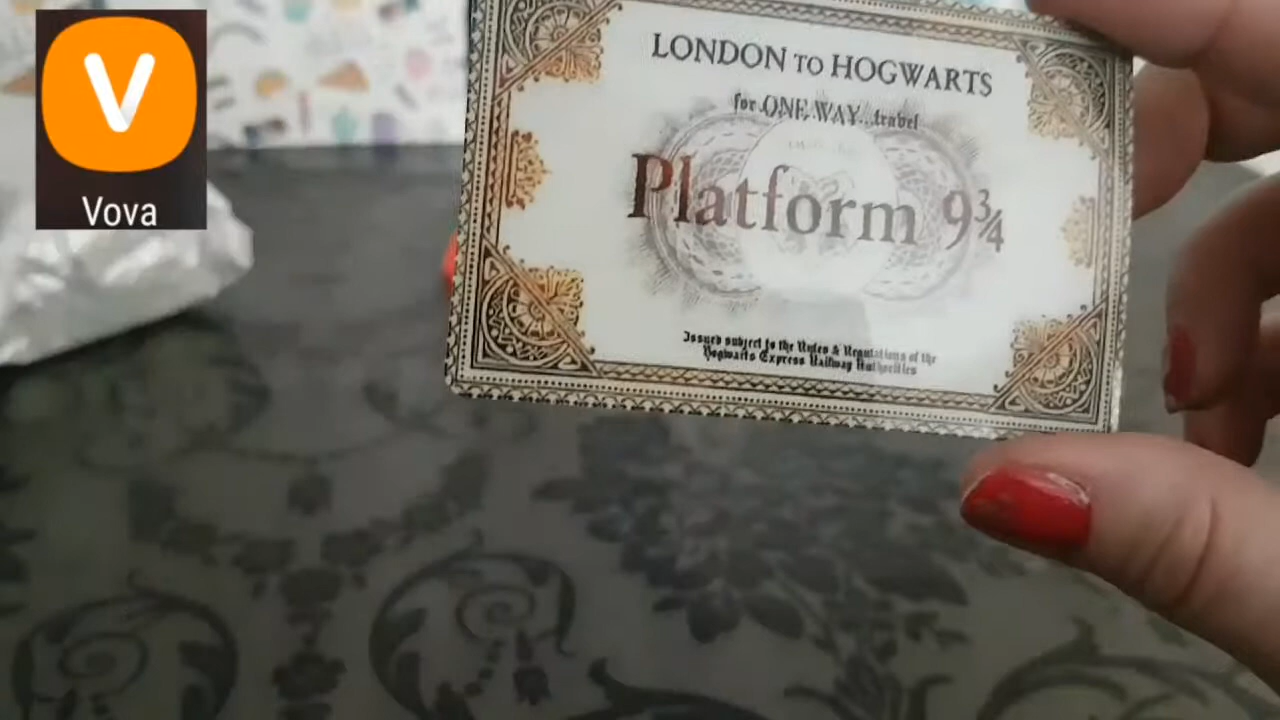 V
Vova
LONDON TO HOGWARTS
for ONE WAY...travel
Platform 9¾
Issued subject to the Rules & Regulations of the
Hogwarts Express Railway Authorities